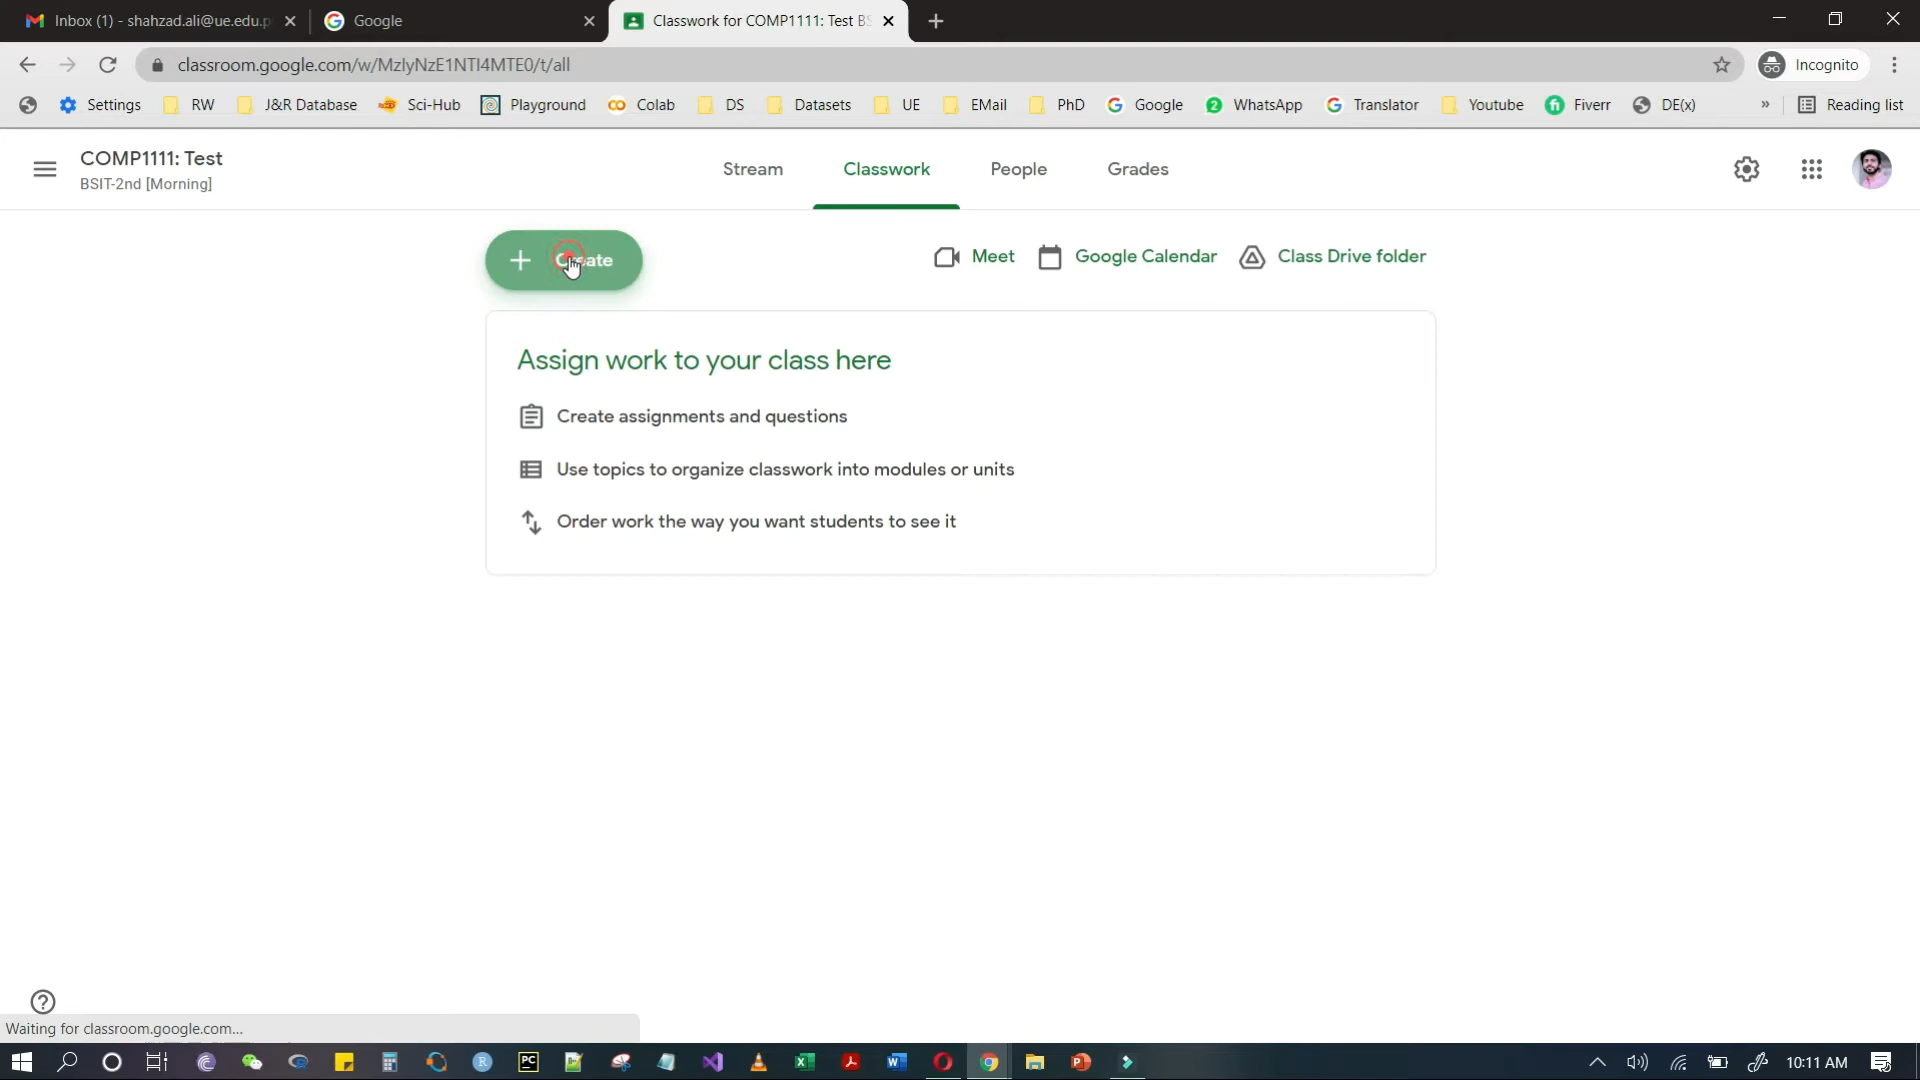 Inbox (1) - shahzad.ali@ue.edu.p
Google
Classwork for COMP1111: Test BS
classroom.google.com/w/MzIyNzE1NTI4MTE0/t/all
Incognito
Settings
RW
J&R Database
Sci-Hub
Playground
Colab
DS
Datasets
UE
EMail
PhD
Google
WhatsApp
Translator
Youtube
Fiverr
DE(x)
»
Reading list
COMP1111: Test
BSIT-2nd [Morning]
Stream
Classwork
People
Grades
Create
Meet
Google Calendar
Class Drive folder
Assign work to your class here
Create assignments and questions
Use topics to organize classwork into modules or units
Order work the way you want students to see it
Waiting for classroom.google.com...
10:11 AM